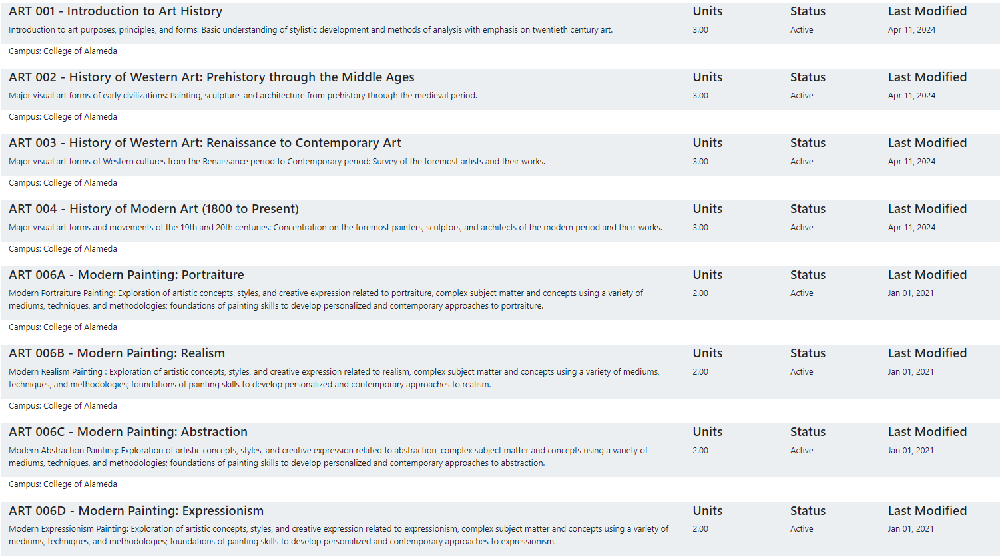 ART 001 - Introduction to Art History Units Status Last Modified
Introduction to art purposes, principles, and forms: Basic understanding of stylistic development and methods of analysis with emphasis on twentieth century art. 3.00 Active Apr 11, 2024
Campus: College of Alameda
ART 002 - History of Western Art: Prehistory through the Middle Ages Units Status Last Modified
Major visual art forms of early civilizations: Painting, sculpture, and architecture from prehistory through the medieval period. 3.00 Active Apr 11, 2024
Campus: College of Alameda
ART 003 - History of Western Art: Renaissance to Contemporary Art Units Status Last Modified
Major visual art forms of Western cultures from the Renaissance period to Contemporary period: Survey of the foremost artists and their works. 3.00 Active Apr 11, 2024
Campus: College of Alameda
ART 004 - History of Modern Art (1800 to Present) Units Status Last Modified
Major visual art forms and movements of the 19th and 20th centuries: Concentration on the foremost painters, sculptors, and architects of the modern period and their works. 3.00 Active Apr 11, 2024
Campus: College of Alameda
ART 006A - Modern Painting: Portraiture Units Status Last Modified
Modern Portraiture Painting: Exploration of artistic concepts, styles, and creative expression related to portraiture, complex subject matter and concepts using a variety of 2.00 Active Jan 01, 2021
mediums, techniques, and methodologies; foundations of painting skills to develop personalized and contemporary approaches to portraiture.
Campus: College of Alameda
ART 006B - Modern Painting: Realism Units Status Last Modified
Modern Realism Painting : Exploration of artistic concepts, styles, and creative expression related to realism, complex subject matter and concepts using a variety of mediums, 2.00 Active Jan 01, 2021
techniques, and methodologies; foundations of painting skills to develop personalized and contemporary approaches to realism.
Campus: College of Alameda
ART 006C - Modern Painting: Abstraction Units Status Last Modified
Modern Abstraction Painting: Exploration of artistic concepts, styles, and creative expression related to abstraction, complex subject matter and concepts using a variety of 2.00 Active Jan 01, 2021
mediums, techniques, and methodologies; foundations of painting skills to develop personalized and contemporary approaches to abstraction.
Campus: College of Alameda
ART 006D - Modern Painting: Expressionism Units Status Last Modified
Modern Expressionism Painting: Exploration of artistic concepts, styles, and creative expression related to expressionism, complex subject matter and concepts using a variety of 2.00 Active Jan 01, 2021
mediums, techniques, and methodologies; foundations of painting skills to develop personalized and contemporary approaches to expressionism.